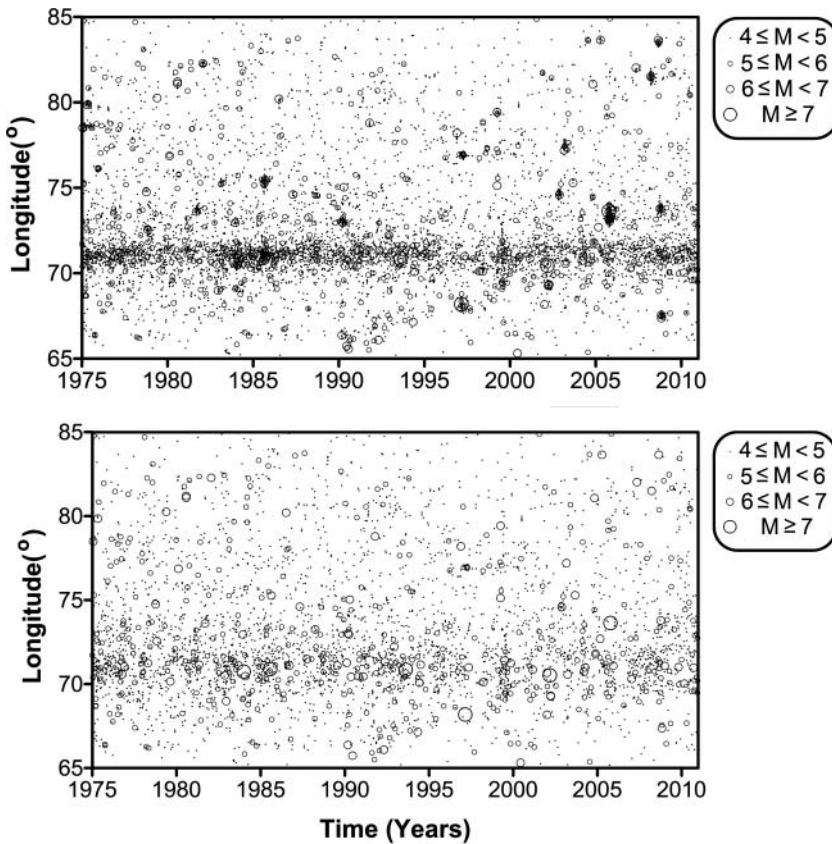 85
80
75
70
65
Longitude(°)
1975 1980 1985 1990 1995 2000 2005 2010
4 ≤ M < 5
5 ≤ M < 6
6 ≤ M < 7
M ≥ 7
85
80
75
70
65
Longitude(°)
1975 1980 1985 1990 1995 2000 2005 2010
Time (Years)
4 ≤ M < 5
5 ≤ M < 6
6 ≤ M < 7
M ≥ 7